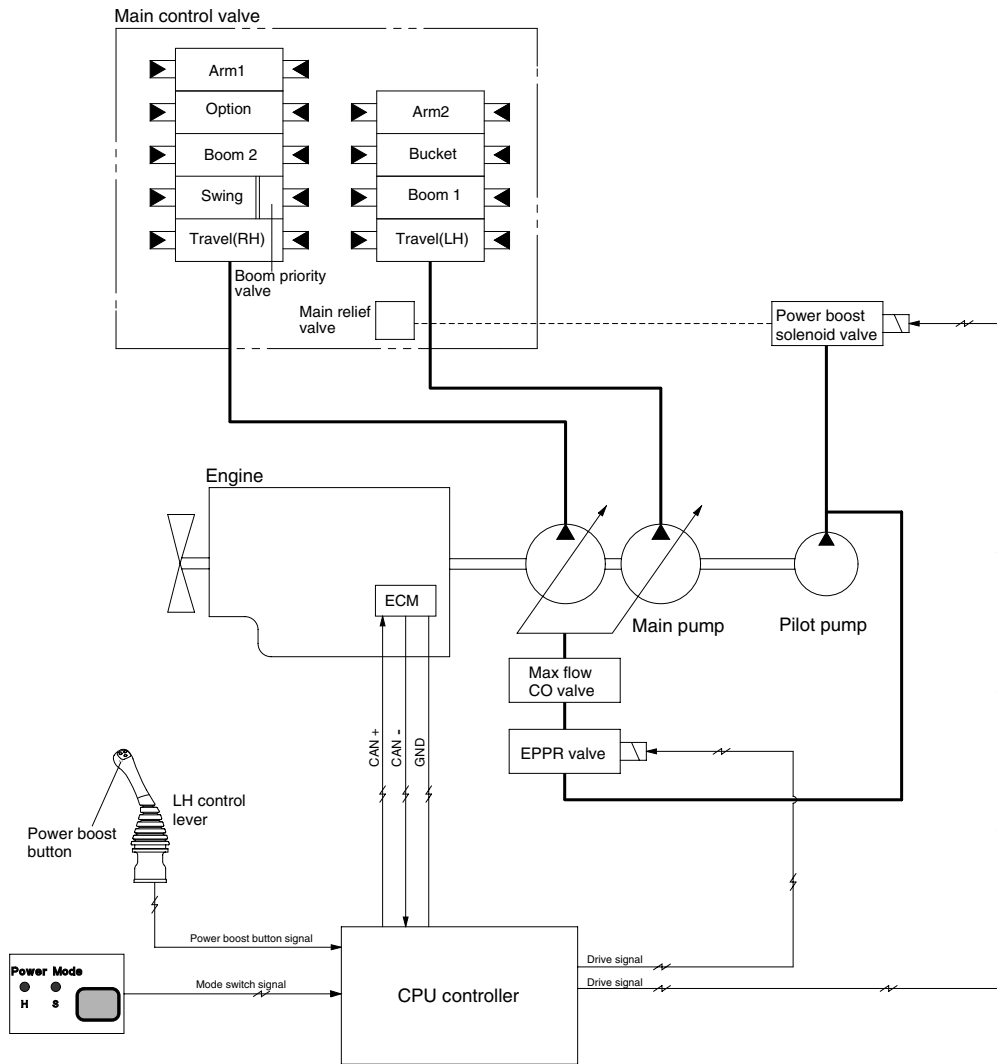 Main control valve
Arm1
Option
Boom 2
Swing
Travel(RH)
Boom priority
valve
Arm2
Bucket
Boom 1
Travel(LH)
Main relief
valve
Power boost
solenoid valve
Engine
ECM
Main pump
Pilot pump
Max flow
CO valve
EPPR valve
CAN +
CAN -
GND
LH control
lever
Power boost
button
Power boost button signal
Mode switch signal
Power Mode
H S
CPU controller
Drive signal
Drive signal